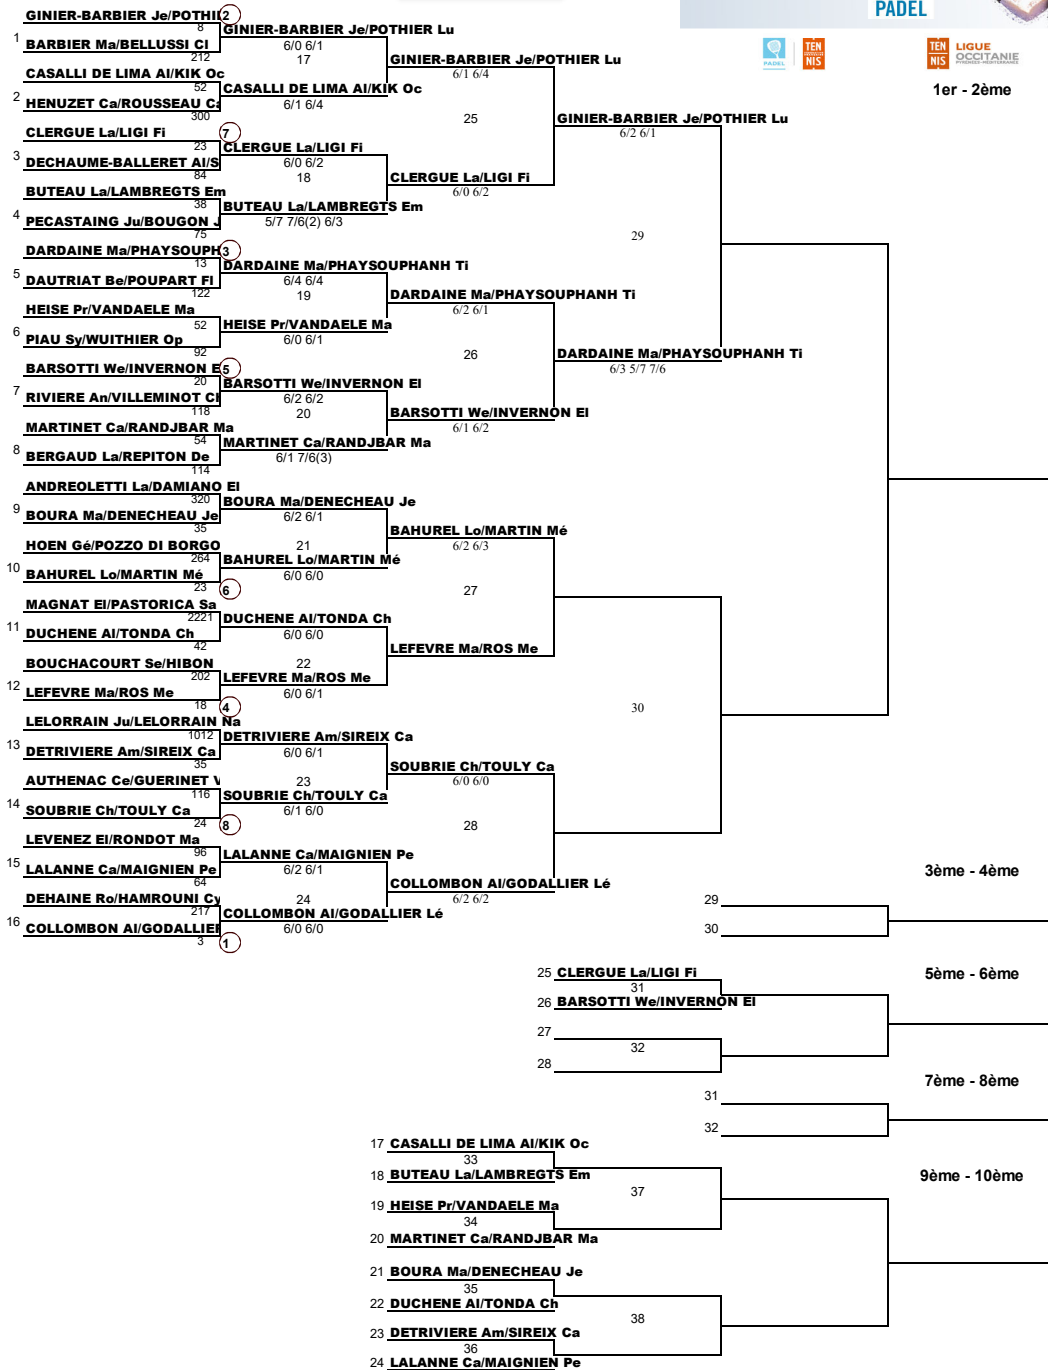 PADEL
PADEL
TEN
NIS
TEN
NIS
LIGUE
OCCITANIE
PYRÉNÉES-MÉDITERRANÉE
1er - 2ème
GINIER-BARBIER Je/POTHIE 2
8
1
BARBIER Ma/BELLUSSI Cl
212
CASALLI DE LIMA Al/KIK Oc
52
2
HENUZET Ca/ROUSSEAU Ca
300
CLERGUE La/LIGI Fi 7
23
3
DECHAUME-BALLERET Al/S
84
BUTEAU La/LAMBREGTS Em
38
4
PECASTAING Ju/BOUGON J
75
DARDAINE Ma/PHAYSOUPH 3
13
5
DAUTRIAT Be/POUPART Fl
122
HEISE Pr/VANDAELE Ma
52
6
PIAU Sy/WUITHIER Op
92
BARSOTTI We/INVERNON E 5
20
7
RIVIERE An/VILLEMINOT Cl
118
MARTINET Ca/RANDJBAR Ma
54
8
BERGAUD La/REPITON De
114
ANDREOLETTI La/DAMIANO El
320
9
BOURA Ma/DENECHEAU Je
35
HOEN Gé/POZZO DI BORGO
264
10
BAHUREL Lo/MARTIN Mé
23 6
MAGNAT El/PASTORICA Sa
2221
11
DUCHENE Al/TONDA Ch
42
BOUCHACOURT Se/HIBON
202
12
LEFEVRE Ma/ROS Me
18 4
LELORRAIN Ju/LELORRAIN Na
1012
13
DETRIVIERE Am/SIREIX Ca
35
AUTHENAC Ce/GUERINET V
116
14
SOUBRIE Ch/TOULY Ca
24 8
LEVENEZ El/RONDOT Ma
96
15
LALANNE Ca/MAIGNIEN Pe
64
DEHAINE Ro/HAMROUNI Cy
217
16
COLLOMBON Al/GODALLIER
3 1
GINIER-BARBIER Je/POTHIER Lu
6/0 6/1
17
CASALLI DE LIMA Al/KIK Oc
6/1 6/4
CLERGUE La/LIGI Fi
6/0 6/2
18
BUTEAU La/LAMBREGTS Em
5/7 7/6(2) 6/3
DARDAINE Ma/PHAYSOUPHANH Ti
6/4 6/4
19
HEISE Pr/VANDAELE Ma
6/0 6/1
BARSOTTI We/INVERNON El
6/2 6/2
20
MARTINET Ca/RANDJBAR Ma
6/1 7/6(3)
BOURA Ma/DENECHEAU Je
6/2 6/1
21
BAHUREL Lo/MARTIN Mé
6/0 6/0
DUCHENE Al/TONDA Ch
6/0 6/0
22
LEFEVRE Ma/ROS Me
6/0 6/1
DETRIVIERE Am/SIREIX Ca
6/0 6/1
23
SOUBRIE Ch/TOULY Ca
6/1 6/0
LALANNE Ca/MAIGNIEN Pe
6/2 6/1
24
COLLOMBON Al/GODALLIER Lé
6/0 6/0
GINIER-BARBIER Je/POTHIER Lu
6/1 6/4
25
CLERGUE La/LIGI Fi
6/0 6/2
DARDAINE Ma/PHAYSOUPHANH Ti
6/2 6/1
26
BARSOTTI We/INVERNON El
6/1 6/2
BAHUREL Lo/MARTIN Mé
6/2 6/3
27
LEFEVRE Ma/ROS Me
SOUBRIE Ch/TOULY Ca
6/0 6/0
28
COLLOMBON Al/GODALLIER Lé
6/2 6/2
GINIER-BARBIER Je/POTHIER Lu
6/2 6/1
29
DARDAINE Ma/PHAYSOUPHANH Ti
6/3 5/7 7/6
30
3ème - 4ème
29
30
5ème - 6ème
25 CLERGUE La/LIGI Fi
31
26 BARSOTTI We/INVERNON El
27
32
28
7ème - 8ème
31
32
9ème - 10ème
17 CASALLI DE LIMA Al/KIK Oc
33
18 BUTEAU La/LAMBREGTS Em
37
19 HEISE Pr/VANDAELE Ma
34
20 MARTINET Ca/RANDJBAR Ma
21 BOURA Ma/DENECHEAU Je
35
22 DUCHENE Al/TONDA Ch
38
23 DETRIVIERE Am/SIREIX Ca
36
24 LALANNE Ca/MAIGNIEN Pe